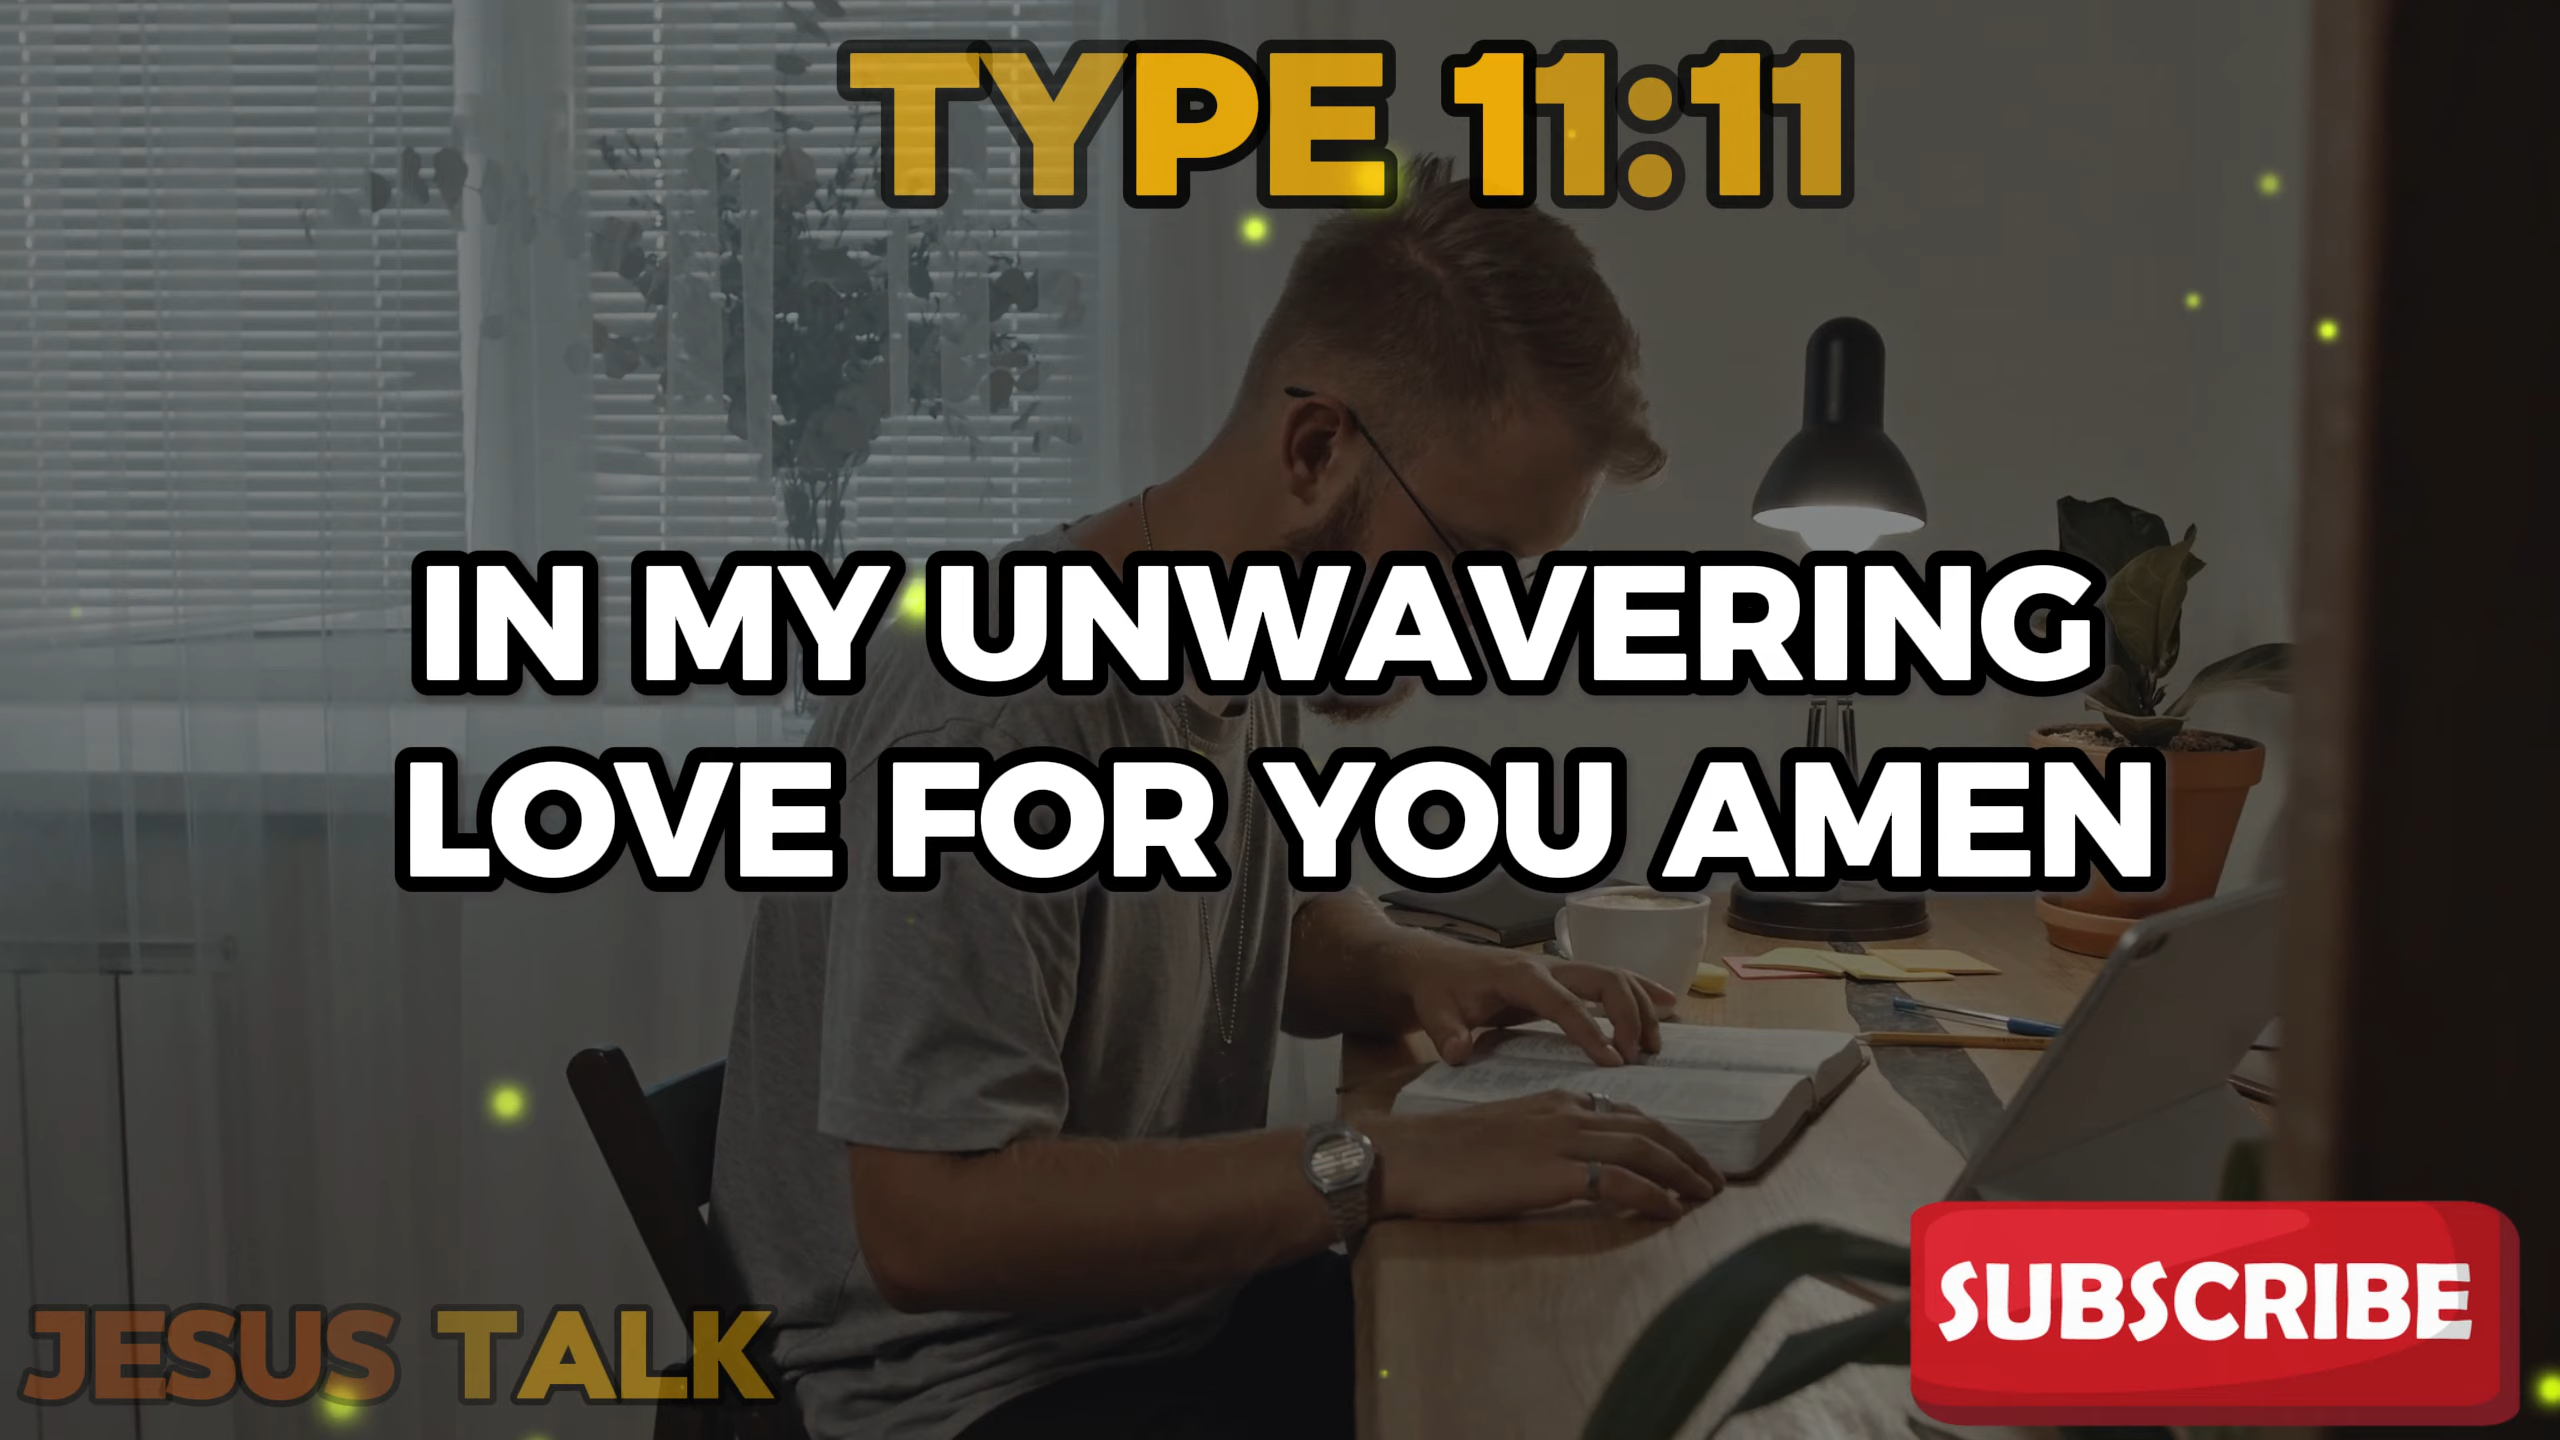 TYPE 11:11
IN MY UNWAVERING
LOVE FOR YOU AMEN
JESUS TALK
SUBSCRIBE